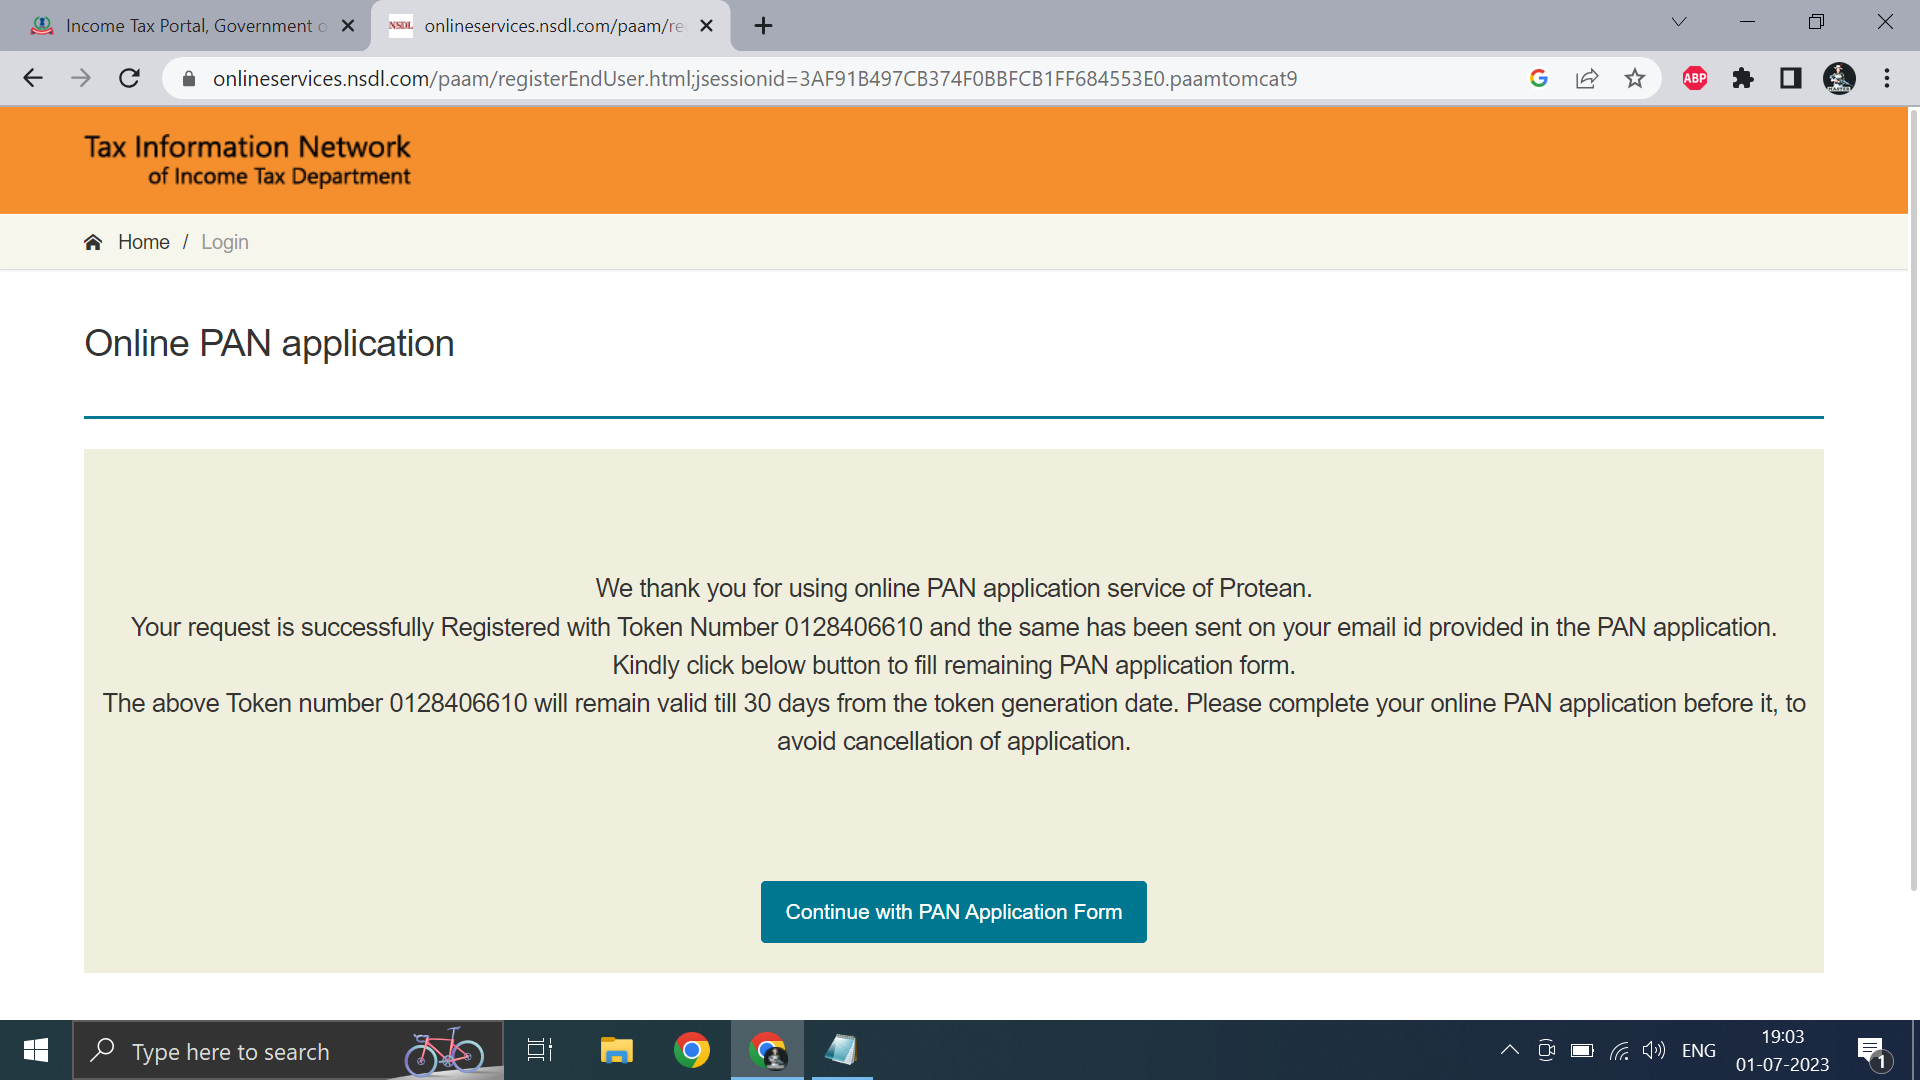 Income Tax Portal, Government o
NSDL
onlineservices.nsdl.com/paam/re
onlineservices.nsdl.com/paam/registerEndUser.html;jsessionid=3AF91B497CB374F0BBFCB1FF684553E0.paamtomcat9
ABP
Tax Information Network
of Income Tax Department
Home / Login
Online PAN application
We thank you for using online PAN application service of Protean.
Your request is successfully Registered with Token Number 0128406610 and the same has been sent on your email id provided in the PAN application.
Kindly click below button to fill remaining PAN application form.
The above Token number 0128406610 will remain valid till 30 days from the token generation date. Please complete your online PAN application before it, to
avoid cancellation of application.
Continue with PAN Application Form
Type here to search
ENG
19:03
01-07-2023
1